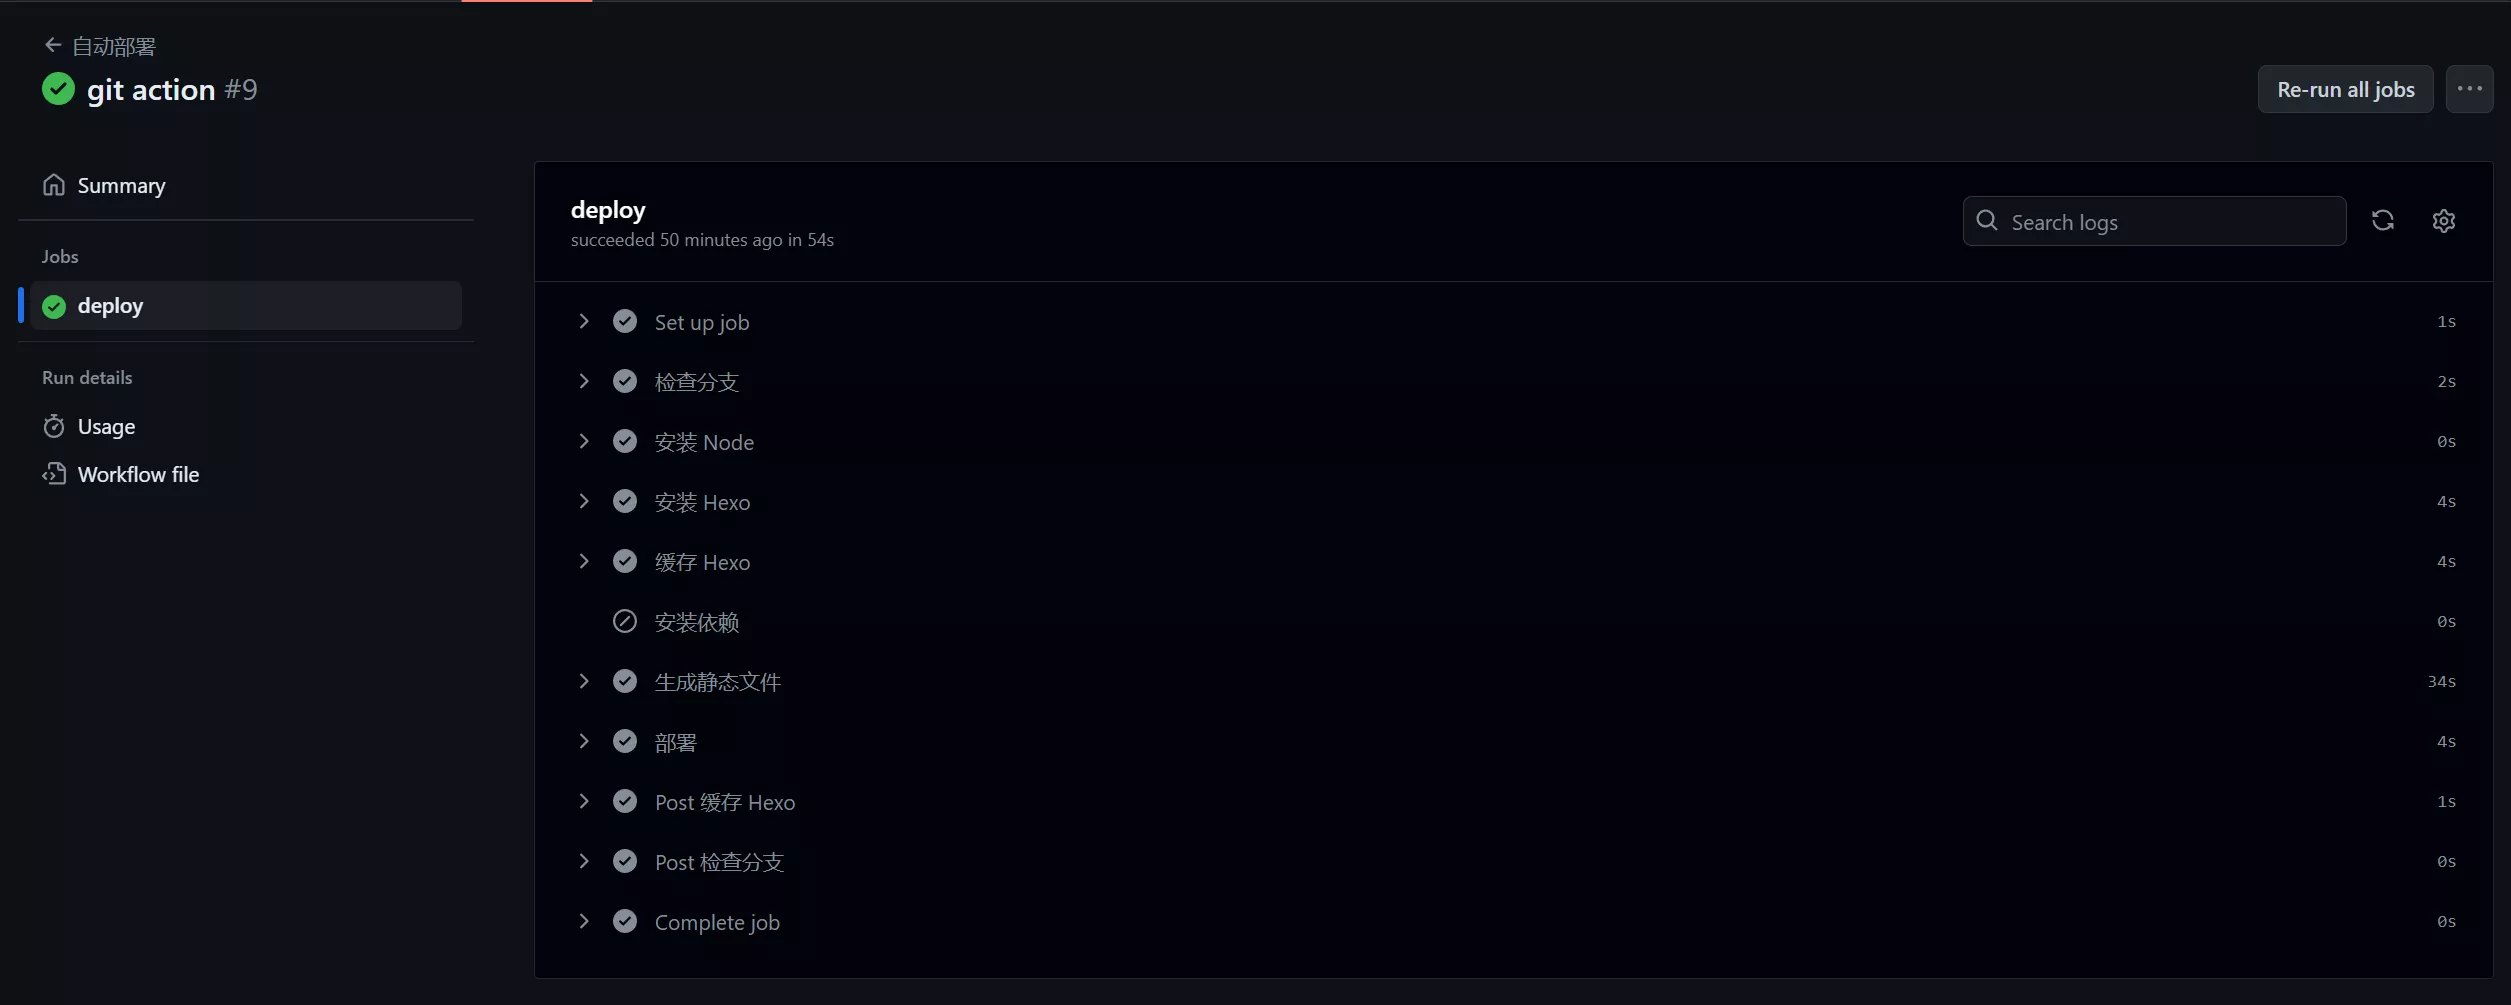 自动部署
git action #9
Re-run all jobs
Summary
Jobs
deploy
Run details
Usage
Workflow file
deploy
succeeded 50 minutes ago in 54s
Search logs
Set up job 1s
检查分支 2s
安装 Node 0s
安装 Hexo 4s
缓存 Hexo 4s
安装依赖 0s
生成静态文件 34s
部署 4s
Post 缓存 Hexo 1s
Post 检查分支 0s
Complete job 0s